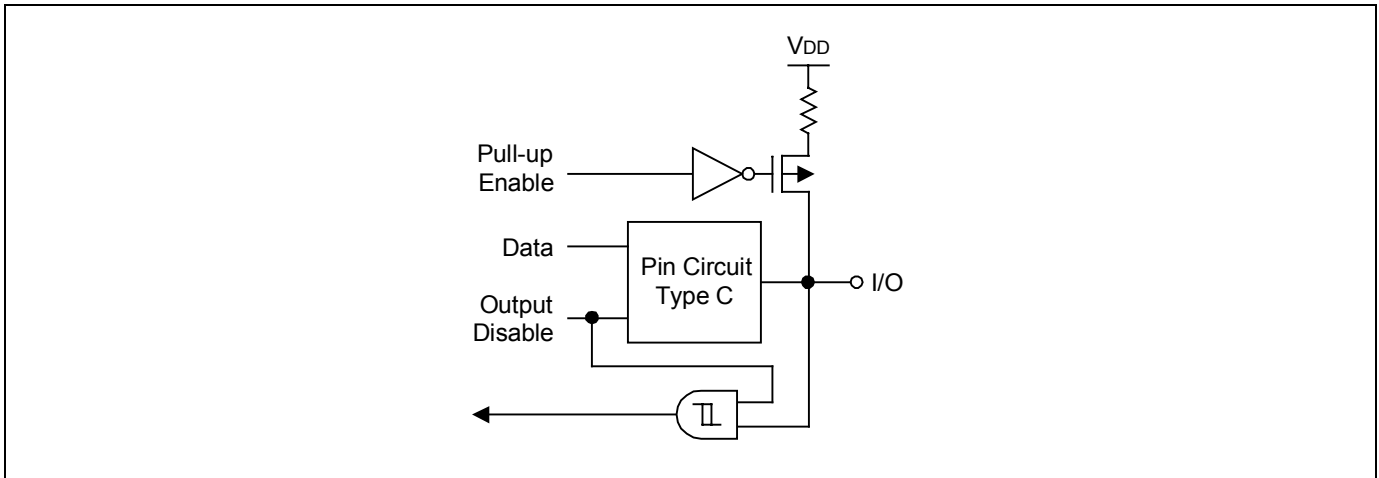 VDD
Pull-up
Enable
Data
Pin Circuit
Type C
I/O
Output
Disable